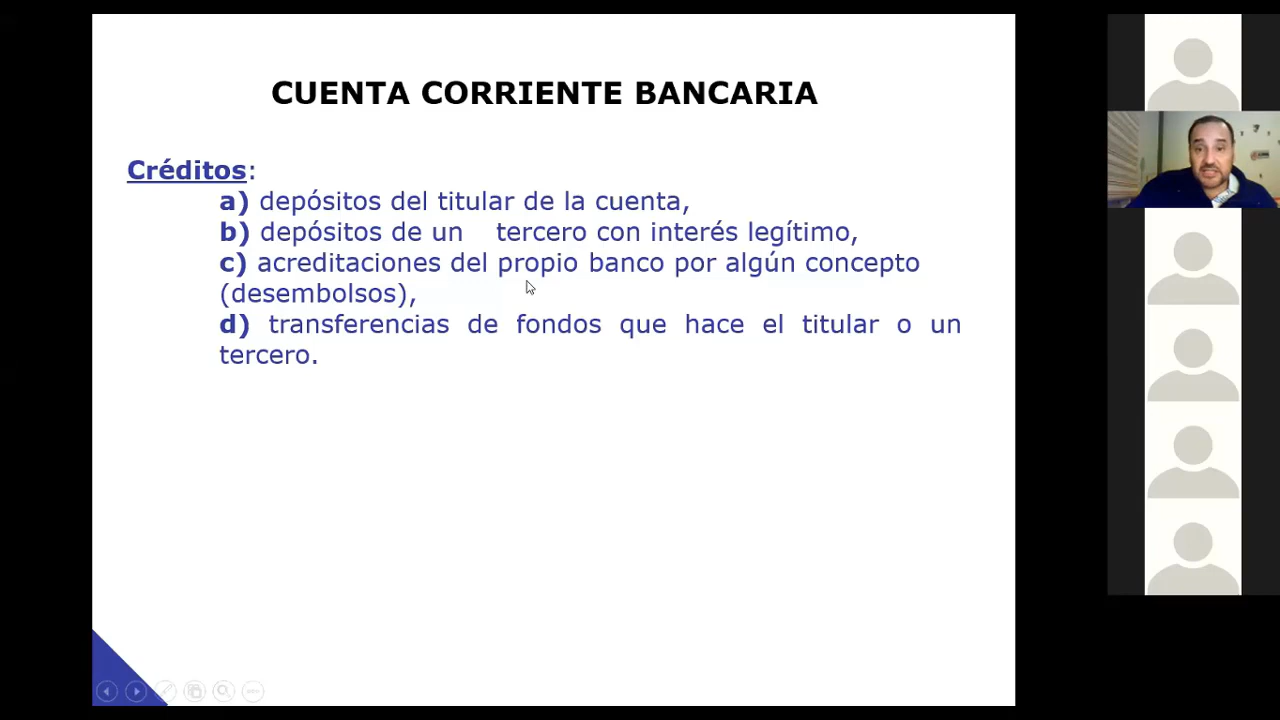 CUENTA CORRIENTE BANCARIA
Créditos:
a) depósitos del titular de la cuenta,
b) depósitos de un tercero con interés legítimo,
c) acreditaciones del propio banco por algún concepto
(desembolsos),
d) transferencias de fondos que hace el titular o un
tercero.